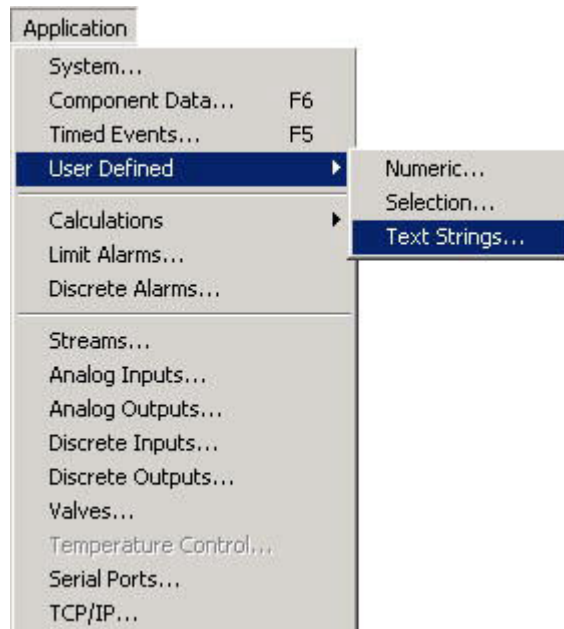 Application
System...
Component Data... F6
Timed Events... F5
User Defined
Numeric...
Selection...
Text Strings...
Calculations
Limit Alarms...
Discrete Alarms...
Streams...
Analog Inputs...
Analog Outputs...
Discrete Inputs...
Discrete Outputs...
Valves...
Temperature Control...
Serial Ports...
TCP/IP...